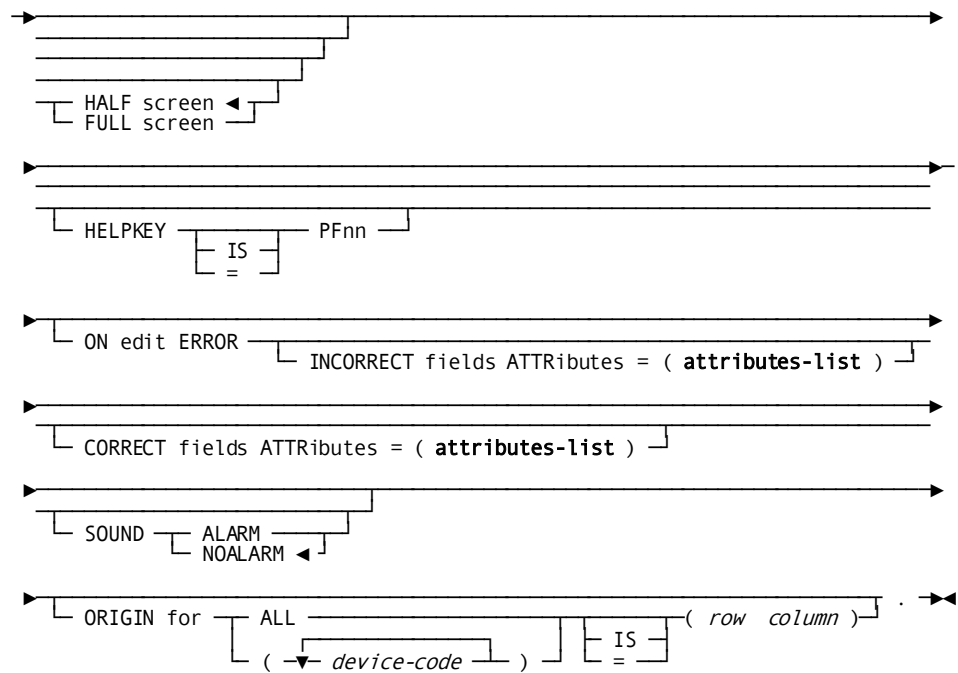 HALF screen ◄
FULL screen
HELPKEY PFnn
IS
=
ON edit ERROR
INCORRECT fields ATTRibutes = ( attributes-list )
CORRECT fields ATTRibutes = ( attributes-list )
SOUND ALARM
NOALARM ◄
ORIGIN for ALL ( row column ) .
IS
( device-code ) =